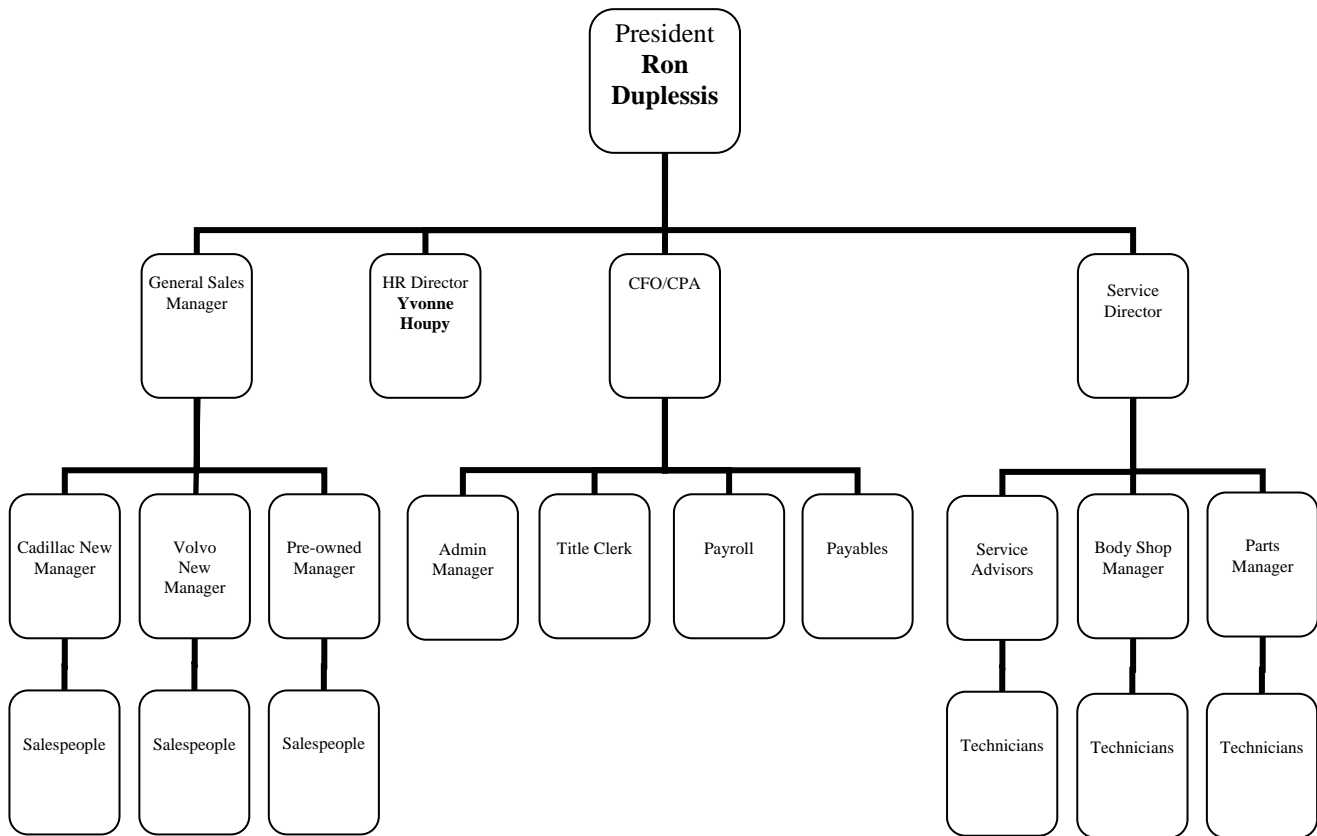 President
Ron
Duplessis
General Sales
Manager
HR Director
Yvonne
Houpy
CFO/CPA
Service
Director
Cadillac New
Manager
Volvo
New
Manager
Pre-owned
Manager
Admin
Manager
Title Clerk
Payroll
Payables
Service
Advisors
Body Shop
Manager
Parts
Manager
Salespeople
Salespeople
Salespeople
Technicians
Technicians
Technicians